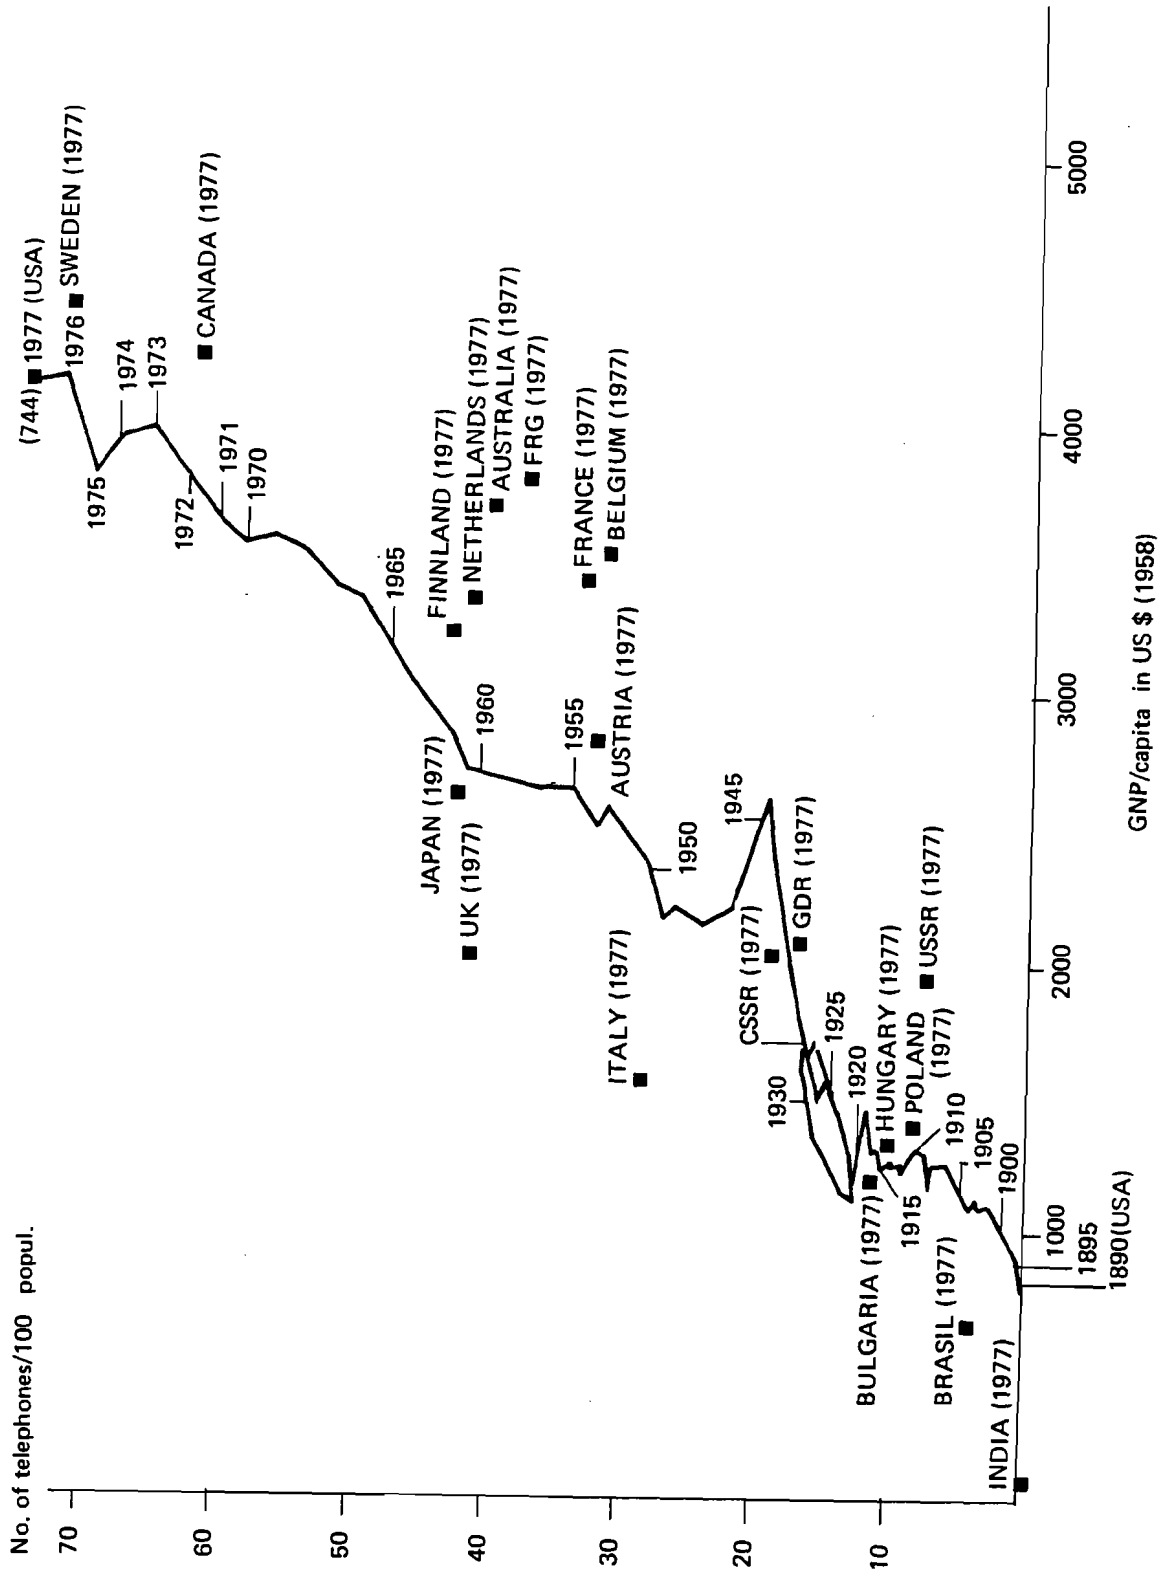 No. of telephones/100 popul.
70
60
50
40
30
20
10
(744)
1977 (USA)
1976
SWEDEN (1977)
1975
1974
1973
CANADA (1977)
1972
1971
1970
1965
FINNLAND (1977)
NETHERLANDS (1977)
AUSTRALIA (1977)
FRG (1977)
FRANCE (1977)
BELGIUM (1977)
JAPAN (1977)
1960
UK (1977)
1955
AUSTRIA (1977)
ITALY (1977)
1950
1945
CSSR (1977)
GDR (1977)
1930
1925
1920
HUNGARY (1977)
POLAND
(1977)
USSR (1977)
BULGARIA (1977)
1915
1910
1905
1900
BRASIL (1977)
INDIA (1977)
1895
1890(USA)
1000
2000
3000
4000
5000
GNP/capita in US $ (1958)